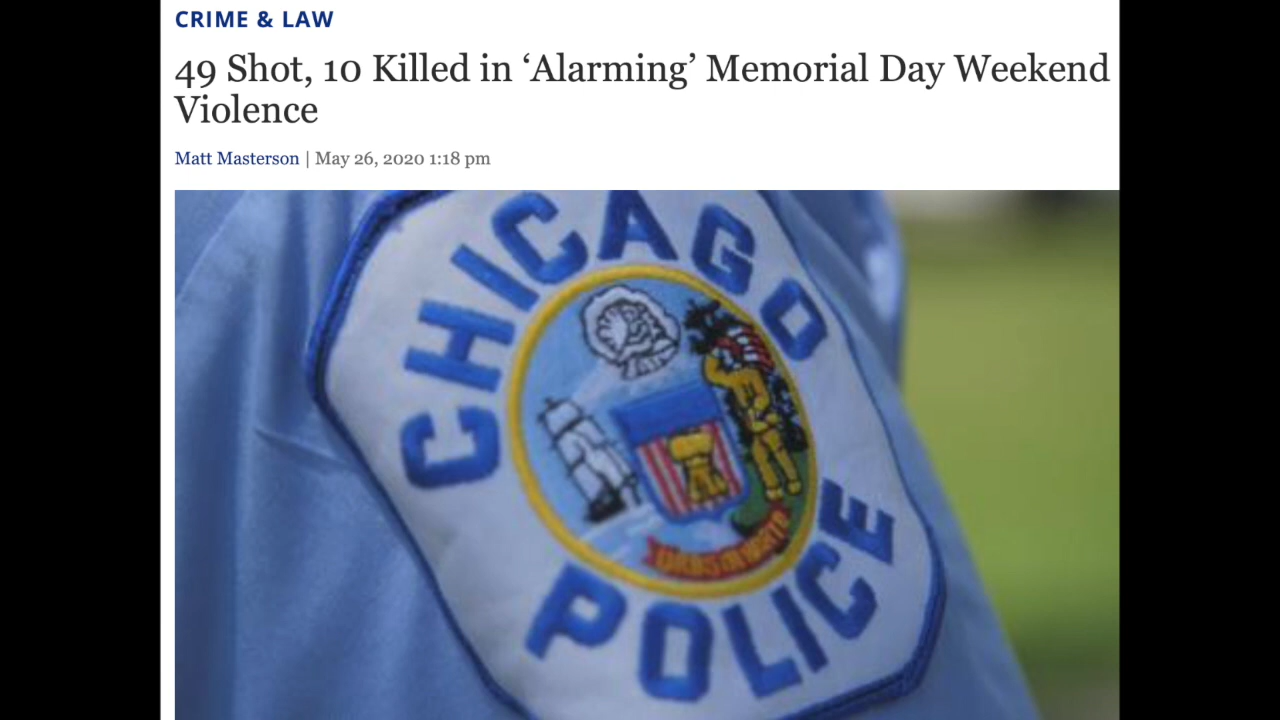 CRIME & LAW
49 Shot, 10 Killed in ‘Alarming’ Memorial Day Weekend
Violence
Matt Masterson | May 26, 2020 1:18 pm
CHICAGO
POLICE